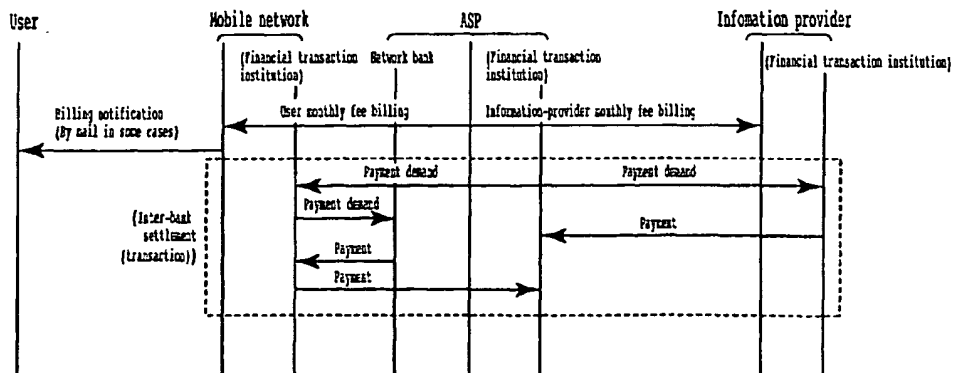 User
Mobile network
ASP
Infomation provider
(Financial transaction
institution)
Network bank
(Financial transaction
institution)
(Financial transaction institution)
Billing notification
(By mail in some cases)
User monthly fee billing
Information-provider monthly fee billing
Payment demand
Payment demand
Payment demand
(Inter-bank
settlement
(transaction))
Payment
Payment
Payment